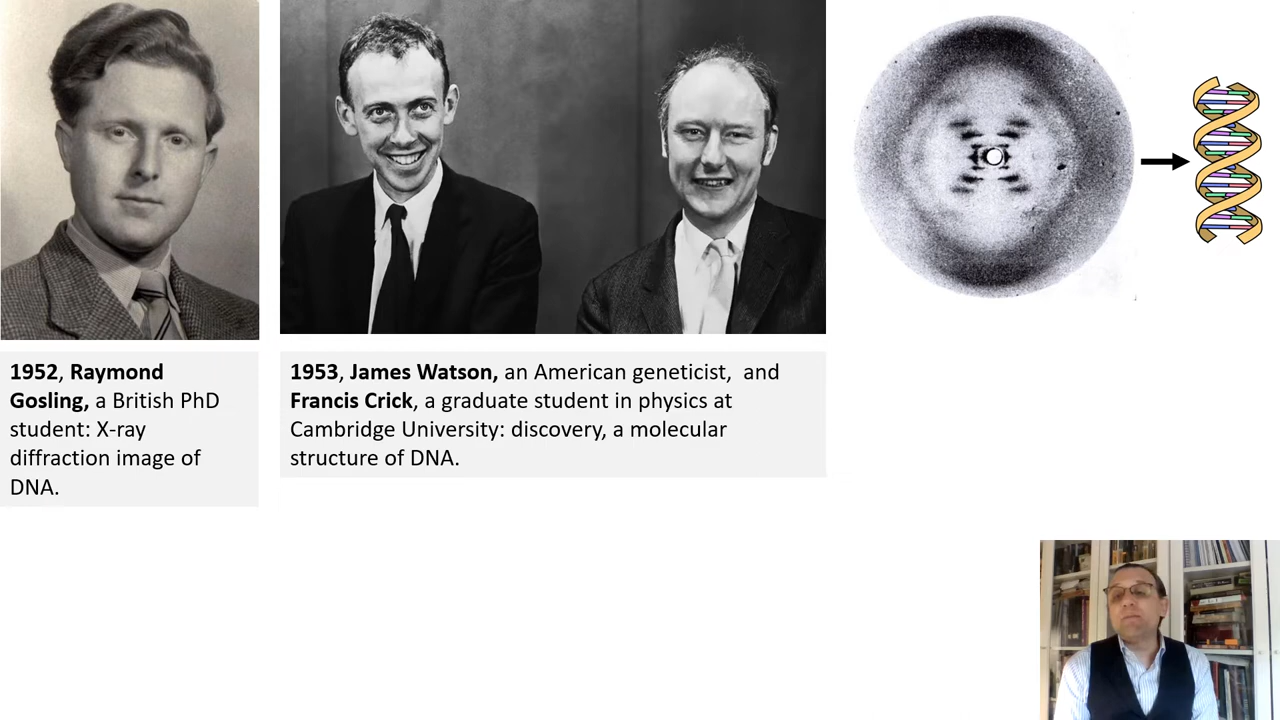 1952, Raymond
Gosling, a British PhD
student: X-ray
diffraction image of
DNA.
1953, James Watson, an American geneticist,  and
Francis Crick, a graduate student in physics at
Cambridge University: discovery, a molecular
structure of DNA.